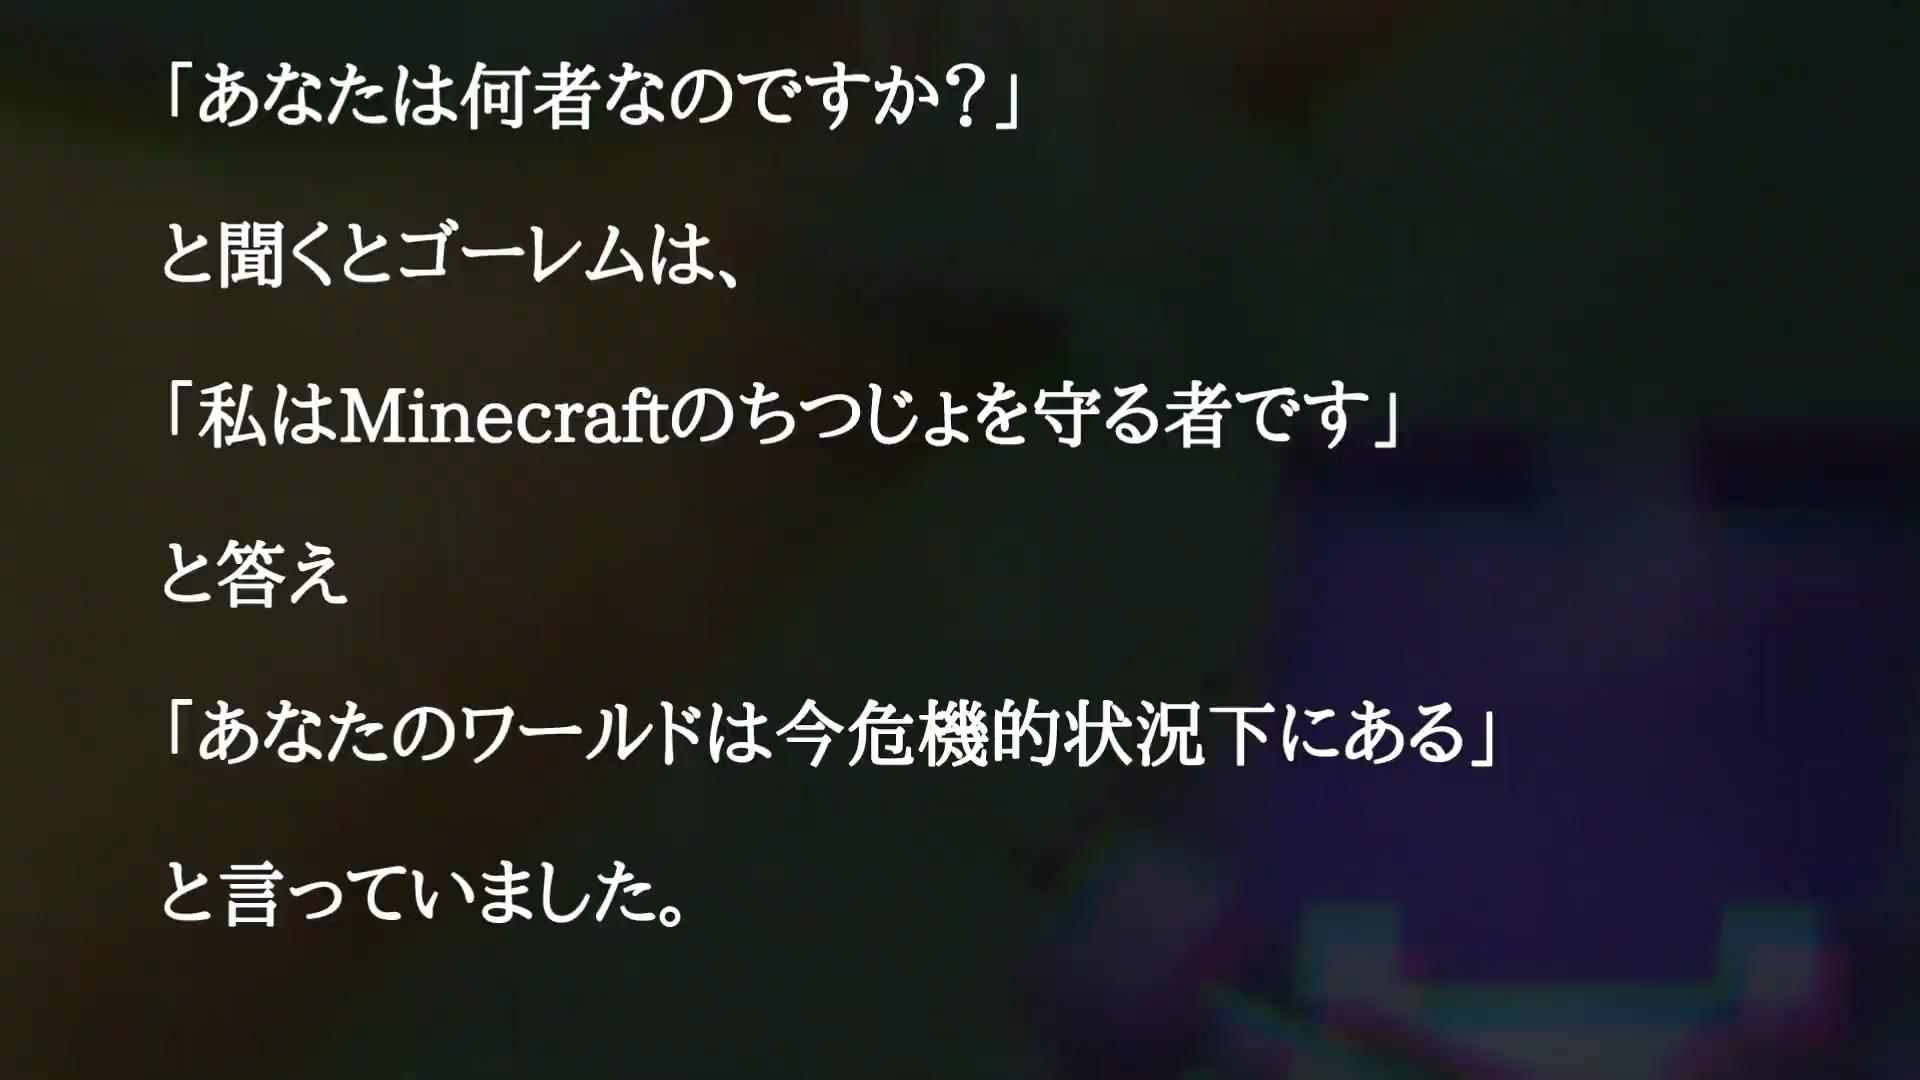 「あなたは何者なのですか?」
と聞くとゴーレムは、
「私はMinecraftのちつじょを守る者です」
と答え
「あなたのワールドは今危機的状況下にある」
と言っていました。